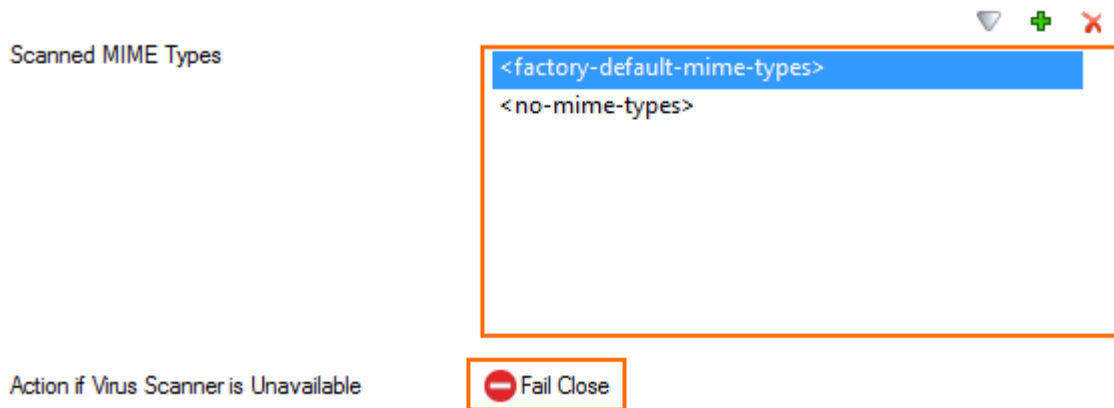 Scanned MIME Types
<factory-default-mime-types>
<no-mime-types>
Action if Virus Scanner is Unavailable
Fail Close